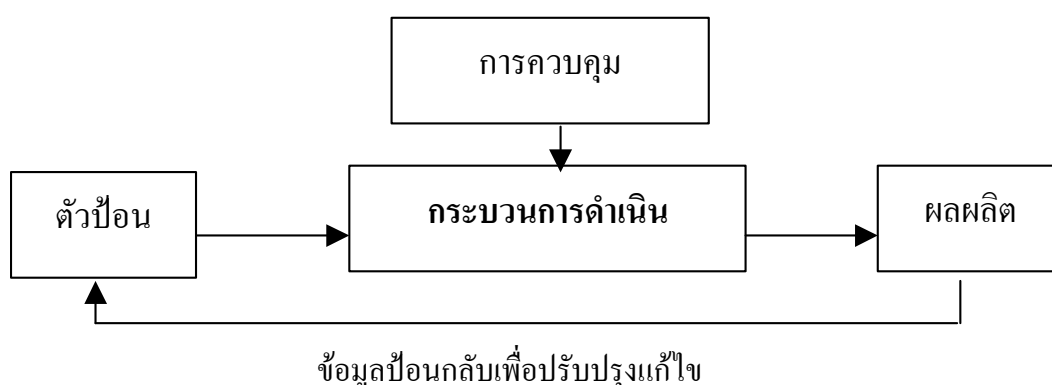 การควบคุม
ตัวป้อน
กระบวนการดำเนิน
ผลผลิต
ข้อมูลป้อนกลับเพื่อปรับปรุงแก้ไข